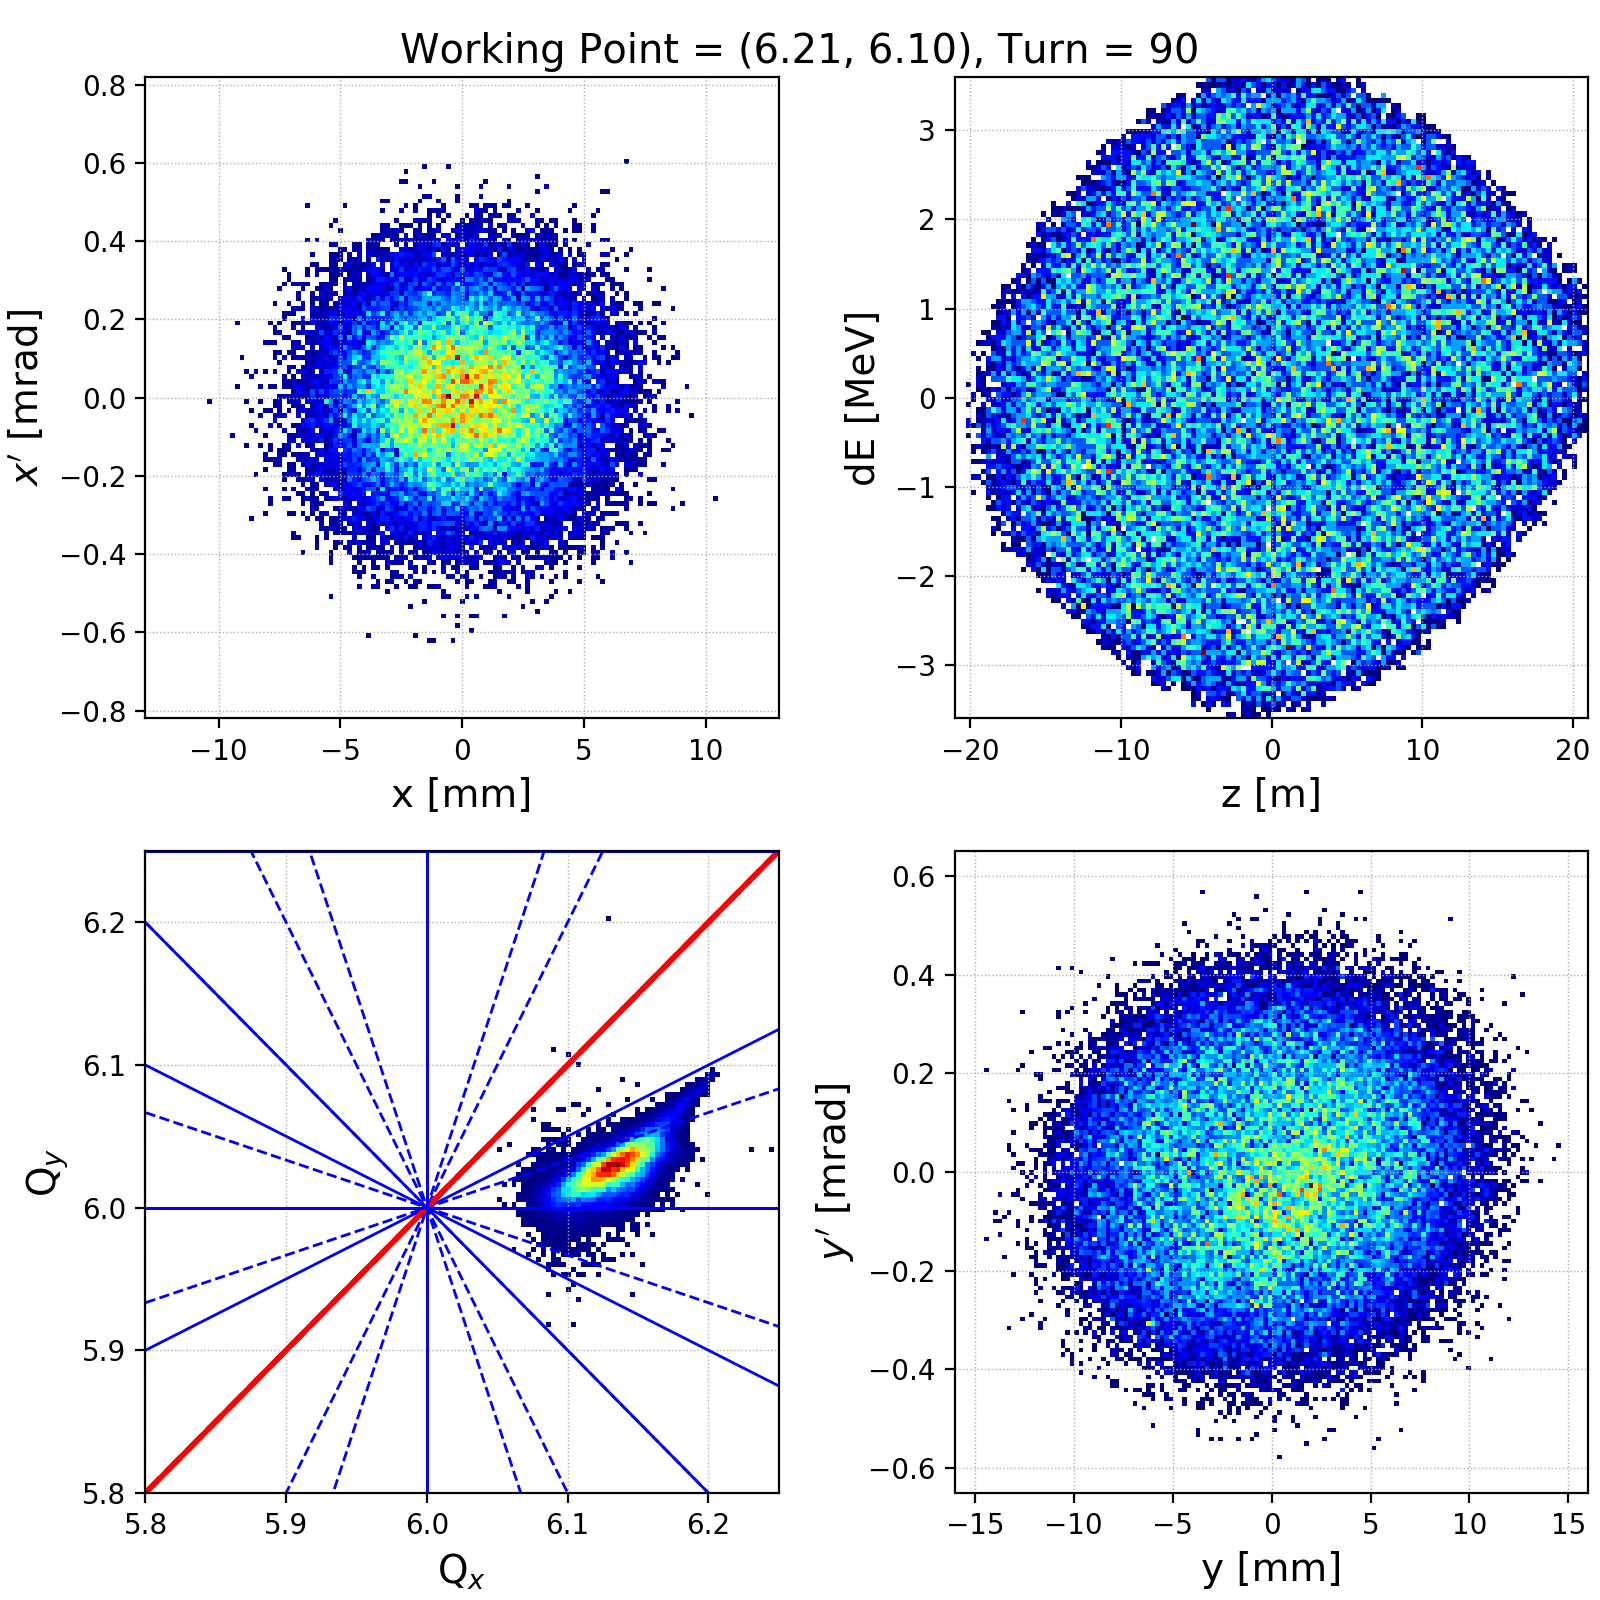 Working Point = (6.21, 6.10), Turn = 90
0.8
0.6
0.4
0.2
0.0
−0.2
−0.4
−0.6
−0.8
x′ [mrad]
−10 −5 0 5 10
x [mm]
3
2
1
0
−1
−2
−3
dE [MeV]
−20 −10 0 10 20
z [m]
6.2
6.1
6.0
5.9
5.8
Qy
5.8 5.9 6.0 6.1 6.2
Qx
0.6
0.4
0.2
0.0
−0.2
−0.4
−0.6
y′ [mrad]
−15 −10 −5 0 5 10 15
y [mm]